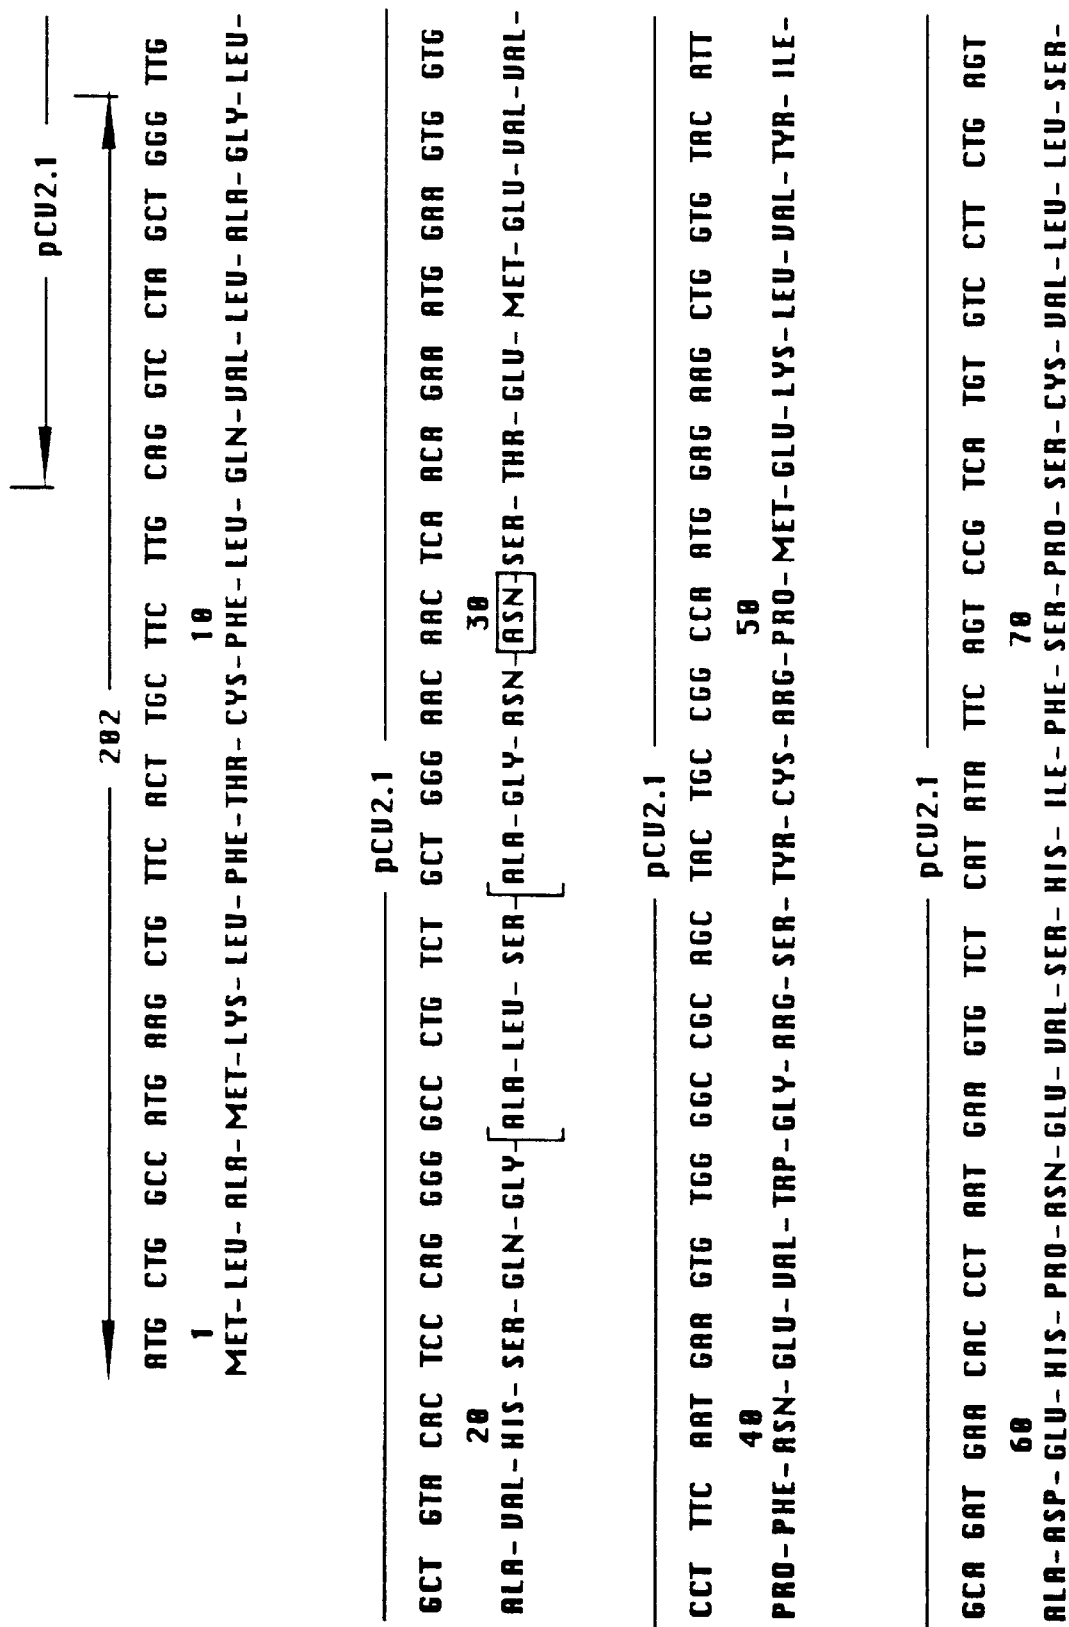 pCV2.1
202
ATG CTG GCC ATG AAG CTG TTC ACT TGC TTC TTG CAG GTC CTA GCT GGG TTG
1 10
MET-LEU-ALA-MET-LYS-LEU-PHE-THR-CYS-PHE-LEU-GLN-VAL-LEU-ALA-GLY-LEU-
pCV2.1
GCT GTA CAC TCC CAG GGG GCC CTG TCT GCT GGG AAC AAC TCA ACA GAA ATG GAA GTG GTG
20 30
ALA-VAL-HIS-SER-GLN-GLY-ALA-LEU-SER-ALA-GLY-ASN-ASN-SER-THR-GLU-MET-GLU-VAL-VAL-
pCV2.1
CCT TTC AAT GAA GTG TGG GGC CGC AGC TAC TGC CGG CCA ATG GAG AAG CTG GTG TAC ATT
40 50
PRO-PHE-ASN-GLU-VAL-TRP-GLY-ARG-SER-TYR-CYS-ARG-PRO-MET-GLU-LYS-LEU-VAL-TYR-ILE-
pCV2.1
GCA GAT GAA CAC CCT AAT GAA GTG TCT CAT ATA TTC AGT CCG TCA TGT GTC CTT CTG AGT
60 70
ALA-ASP-GLU-HIS-PRO-ASN-GLU-VAL-SER-HIS-ILE-PHE-SER-PRO-SER-CYS-VAL-LEU-LEU-SER-